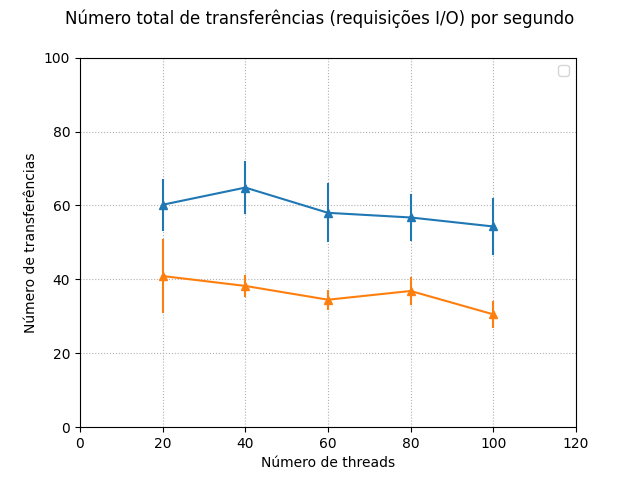 Número total de transferências (requisições I/O) por segundo
100
80
60
40
20
0
Número de transferências
0 20 40 60 80 100 120
Número de threads